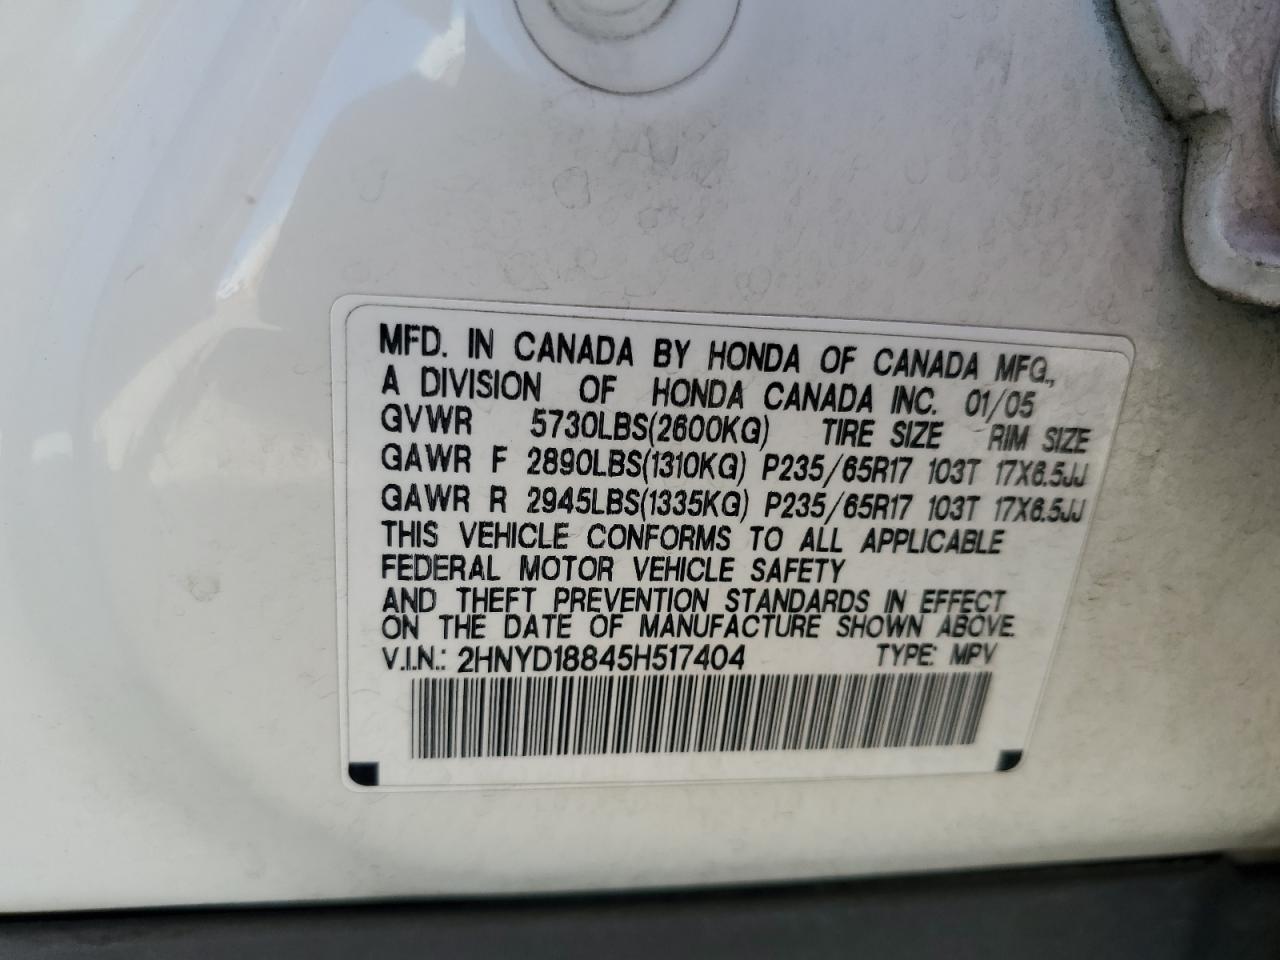 MFD. IN CANADA BY HONDA OF CANADA MFG.,
A DIVISION OF HONDA CANADA INC. 01/05
GVWR 5730LBS(2600KG) TIRE SIZE RIM SIZE
GAWR F 2890LBS(1310KG) P235/65R17 103T 17X6.5JJ
GAWR R 2945LBS(1335KG) P235/65R17 103T 17X6.5JJ
THIS VEHICLE CONFORMS TO ALL APPLICABLE
FEDERAL MOTOR VEHICLE SAFETY
AND THEFT PREVENTION STANDARDS IN EFFECT
ON THE DATE OF MANUFACTURE SHOWN ABOVE.
V.I.N.: 2HNYD18845H517404 TYPE: MPV